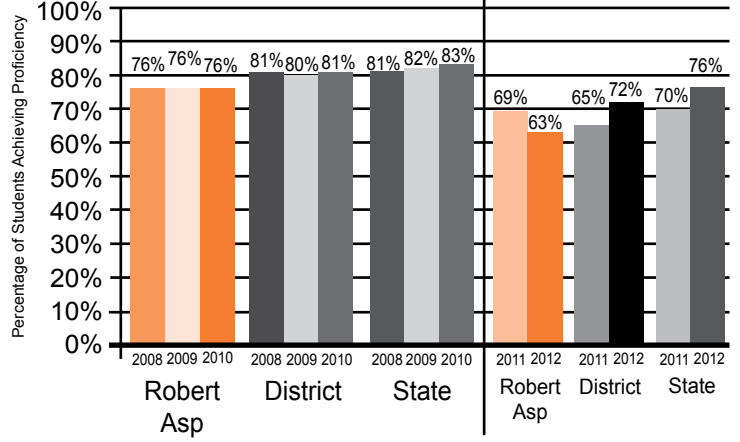 Percentage of Students Achieving Proficiency
100%
90%
80%
70%
60%
50%
40%
30%
20%
10%
0%
76% 76% 76% 81% 80% 81% 81% 82% 83%
69% 63% 65% 72% 70% 76%
2008 2009 2010 2008 2009 2010 2008 2009 2010
2011 2012 2011 2012 2011 2012
Robert Asp
District
State
Robert Asp
District
State